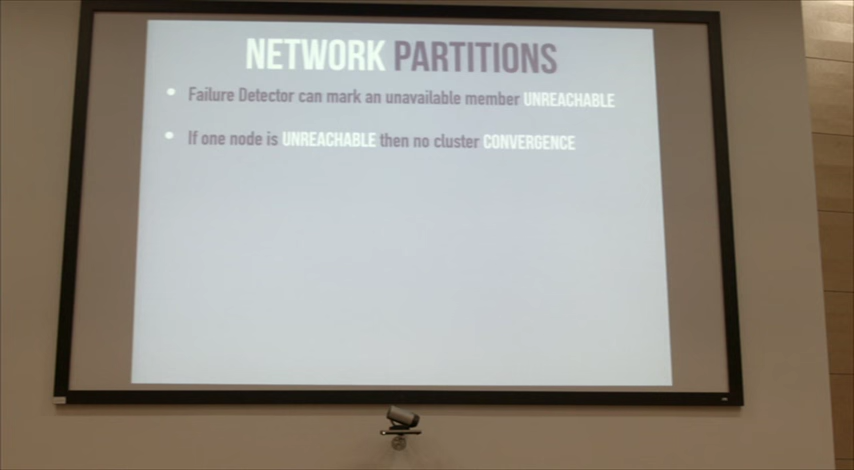 NETWORK PARTITIONS
• Failure Detector can mark an unavailable member UNREACHABLE
• If one node is UNREACHABLE then no cluster CONVERGENCE